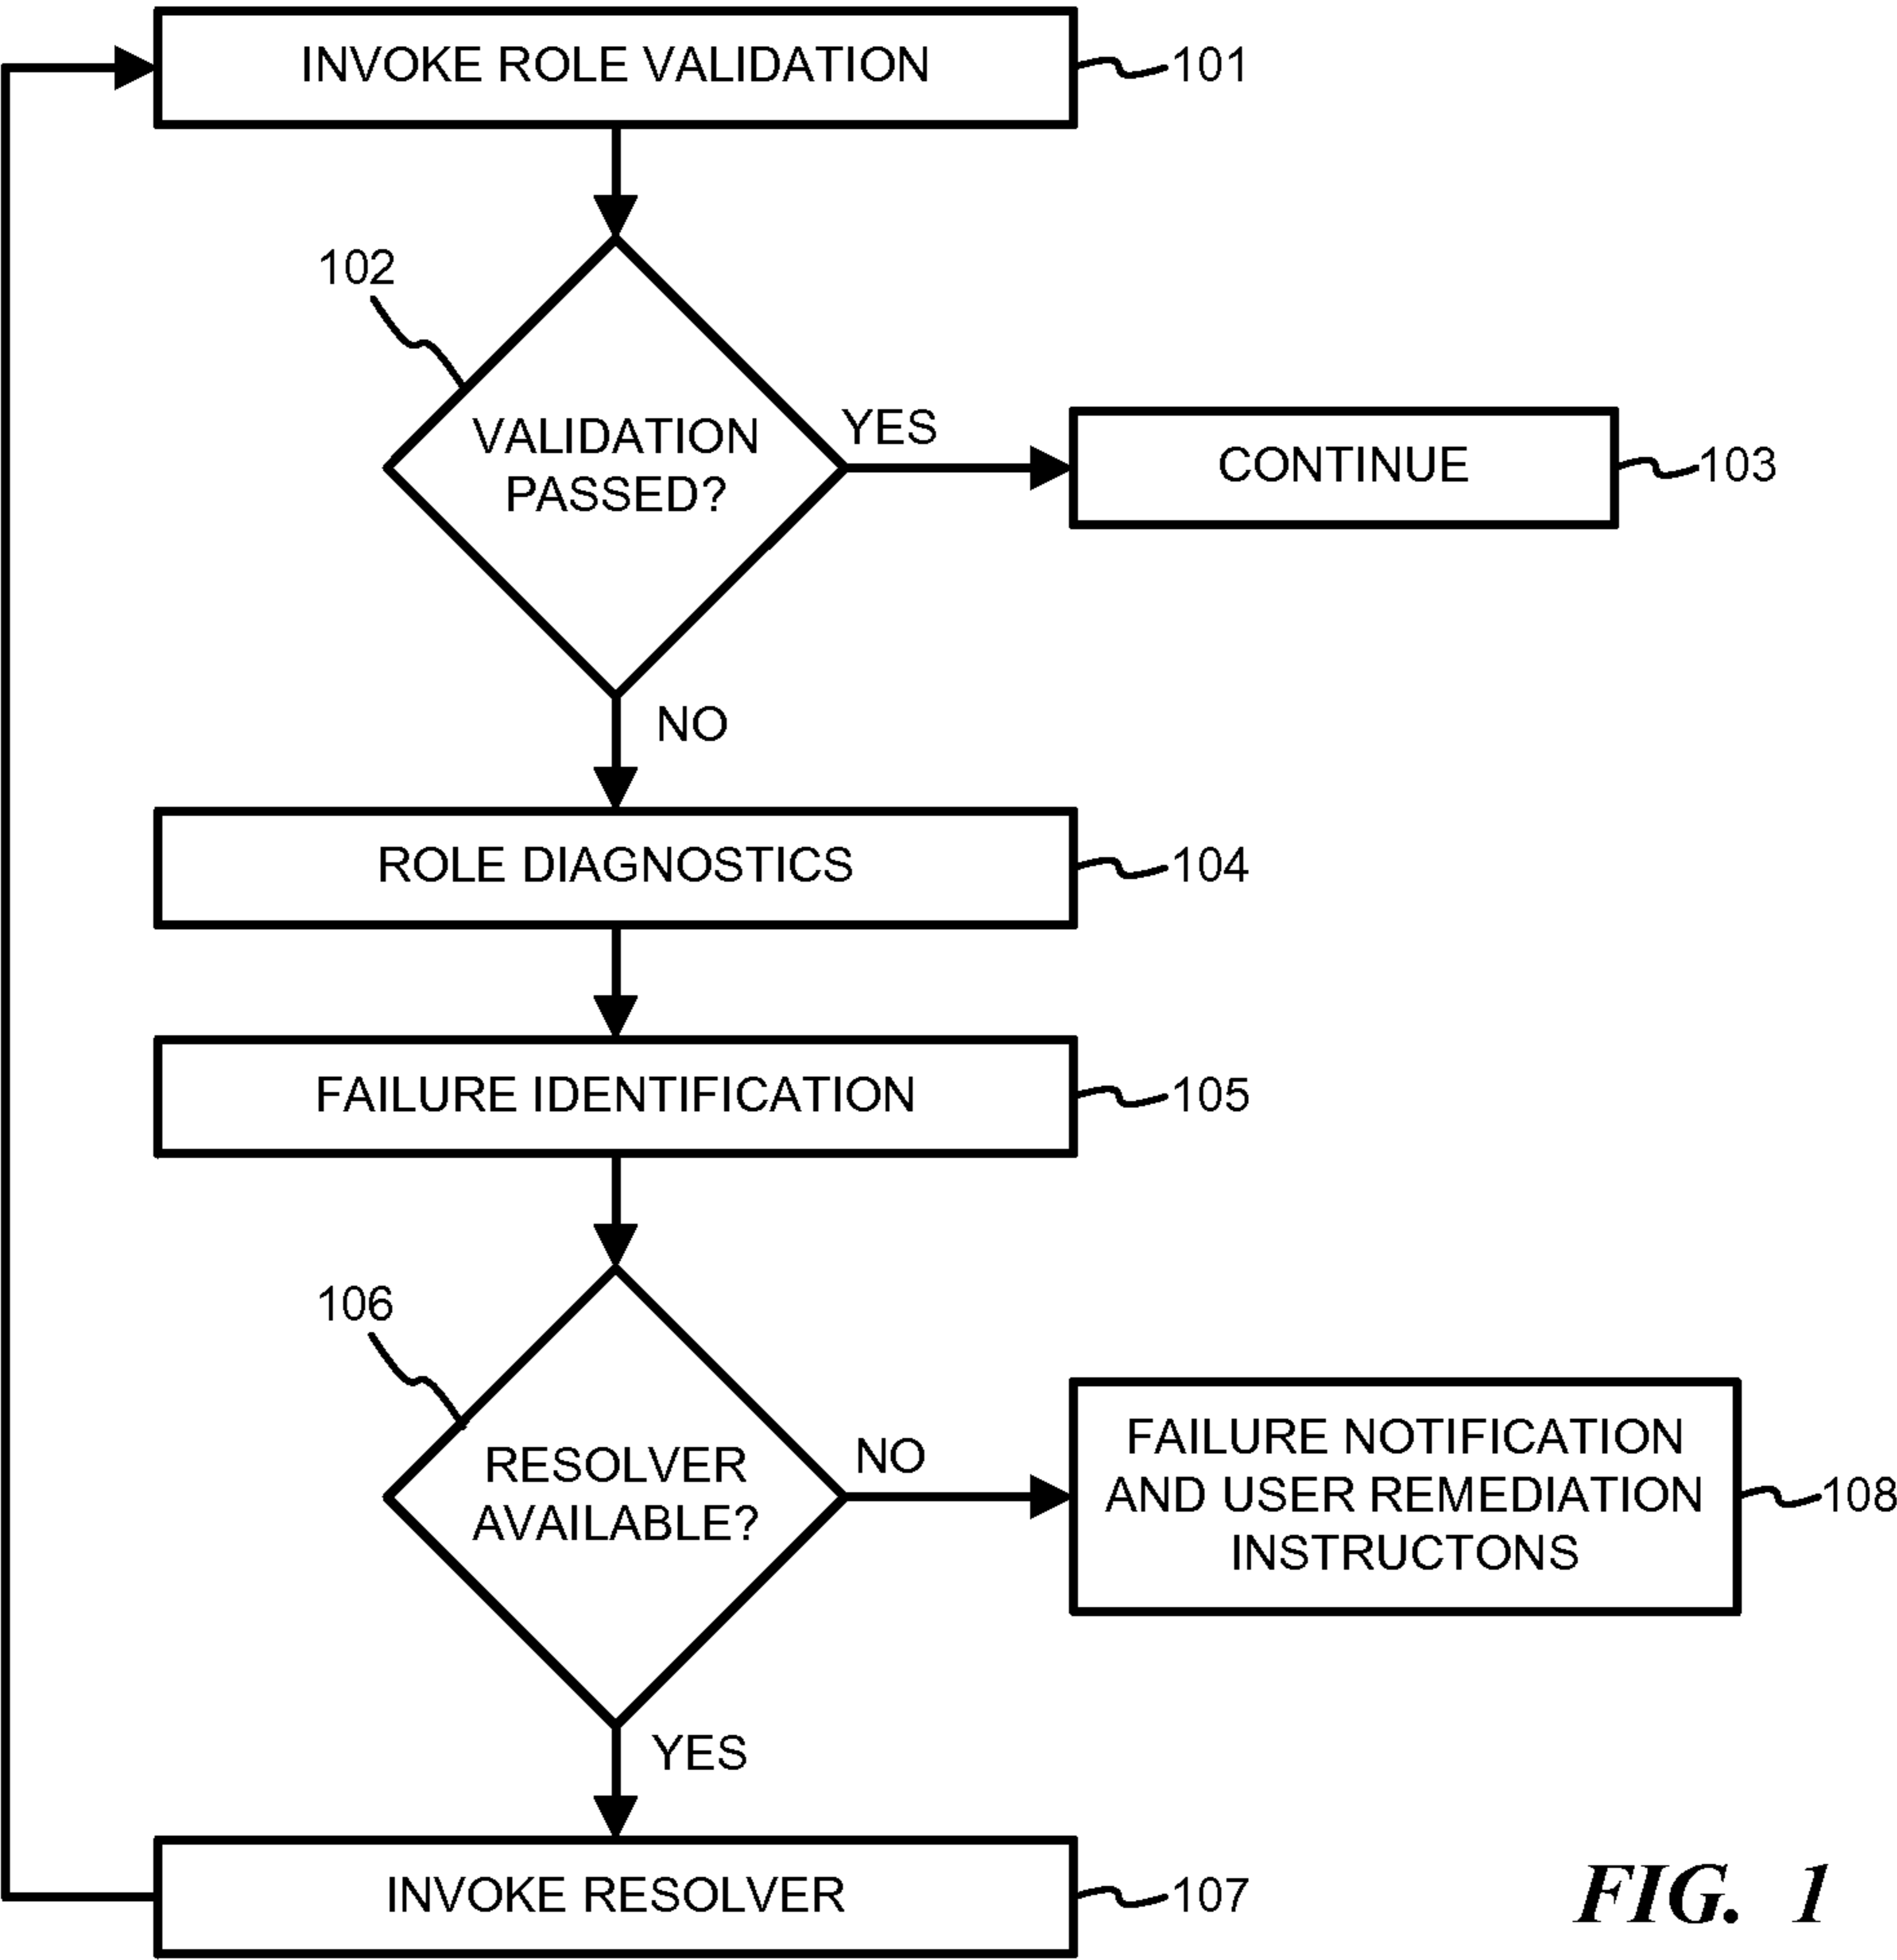 INVOKE ROLE VALIDATION
101
102
VALIDATION
PASSED?
YES
CONTINUE
103
NO
ROLE DIAGNOSTICS
104
FAILURE IDENTIFICATION
105
106
RESOLVER
AVAILABLE?
NO
FAILURE NOTIFICATION
AND USER REMEDIATION
INSTRUCTONS
108
YES
INVOKE RESOLVER
107
FIG. 1